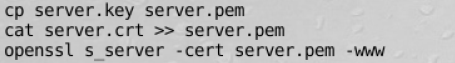 cp server.key server.pem
cat server.crt >> server.pem
openssl s_server -cert server.pem -www